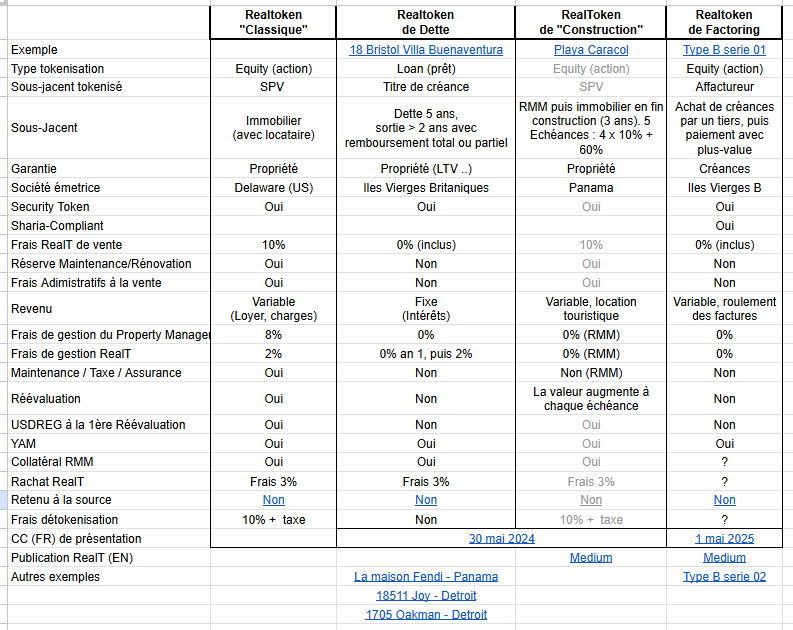 Realtoken "Classique" | Realtoken de Dette | RealToken de "Construction" | Realtoken de Factoring
Exemple | | 18 Bristol Villa Buenaventura | Playa Caracol | Type B serie 01
Type tokenisation | Equity (action) | Loan (prêt) | Equity (action) | Equity (action)
Sous-jacent tokenisé | SPV | Titre de créance | SPV | Affactureur
Sous-Jacent | Immobilier (avec locataire) | Dette 5 ans, sortie > 2 ans avec remboursement total ou partiel | RMM puis immobilier en fin construction (3 ans). 5 Echéances : 4 x 10% + 60% | Achat de créances par un tiers, puis paiement avec plus-value
Garantie | Propriété | Propriété (LTV ..) | Propriété | Créances
Société émetrice | Delaware (US) | Iles Vierges Britaniques | Panama | Iles Vierges B
Security Token | Oui | Oui | Oui | Oui
Sharia-Compliant | | | | Oui
Frais RealT de vente | 10% | 0% (inclus) | 10% | 0% (inclus)
Réserve Maintenance/Rénovation | Oui | Non | Oui | Non
Frais Adimistratifs à la vente | Oui | Non | Oui | Non
Revenu | Variable (Loyer, charges) | Fixe (Intérêts) | Variable, location touristique | Variable, roulement des factures
Frais de gestion du Property Manager | 8% | 0% | 0% (RMM) | 0%
Frais de gestion RealT | 2% | 0% an 1, puis 2% | 0% (RMM) | 0%
Maintenance / Taxe / Assurance | Oui | Non | Non (RMM) | Non
Réévaluation | Oui | Non | La valeur augmente à chaque échéance | Non
USDREG à la 1ère Réévaluation | Oui | Non | Oui | Non
YAM | Oui | Oui | Oui | Oui
Collatéral RMM | Oui | Oui | Oui | ?
Rachat RealT | Frais 3% | Frais 3% | Frais 3% | ?
Retenu à la source | Non | Non | Non | Non
Frais détokenisation | 10% + taxe | Non | 10% + taxe | ?
CC (FR) de présentation | | 30 mai 2024 | 1 mai 2025
Publication RealT (EN) | | | Medium | Medium
Autres exemples | | La maison Fendi - Panama | | Type B serie 02
18511 Joy - Detroit
1705 Oakman - Detroit